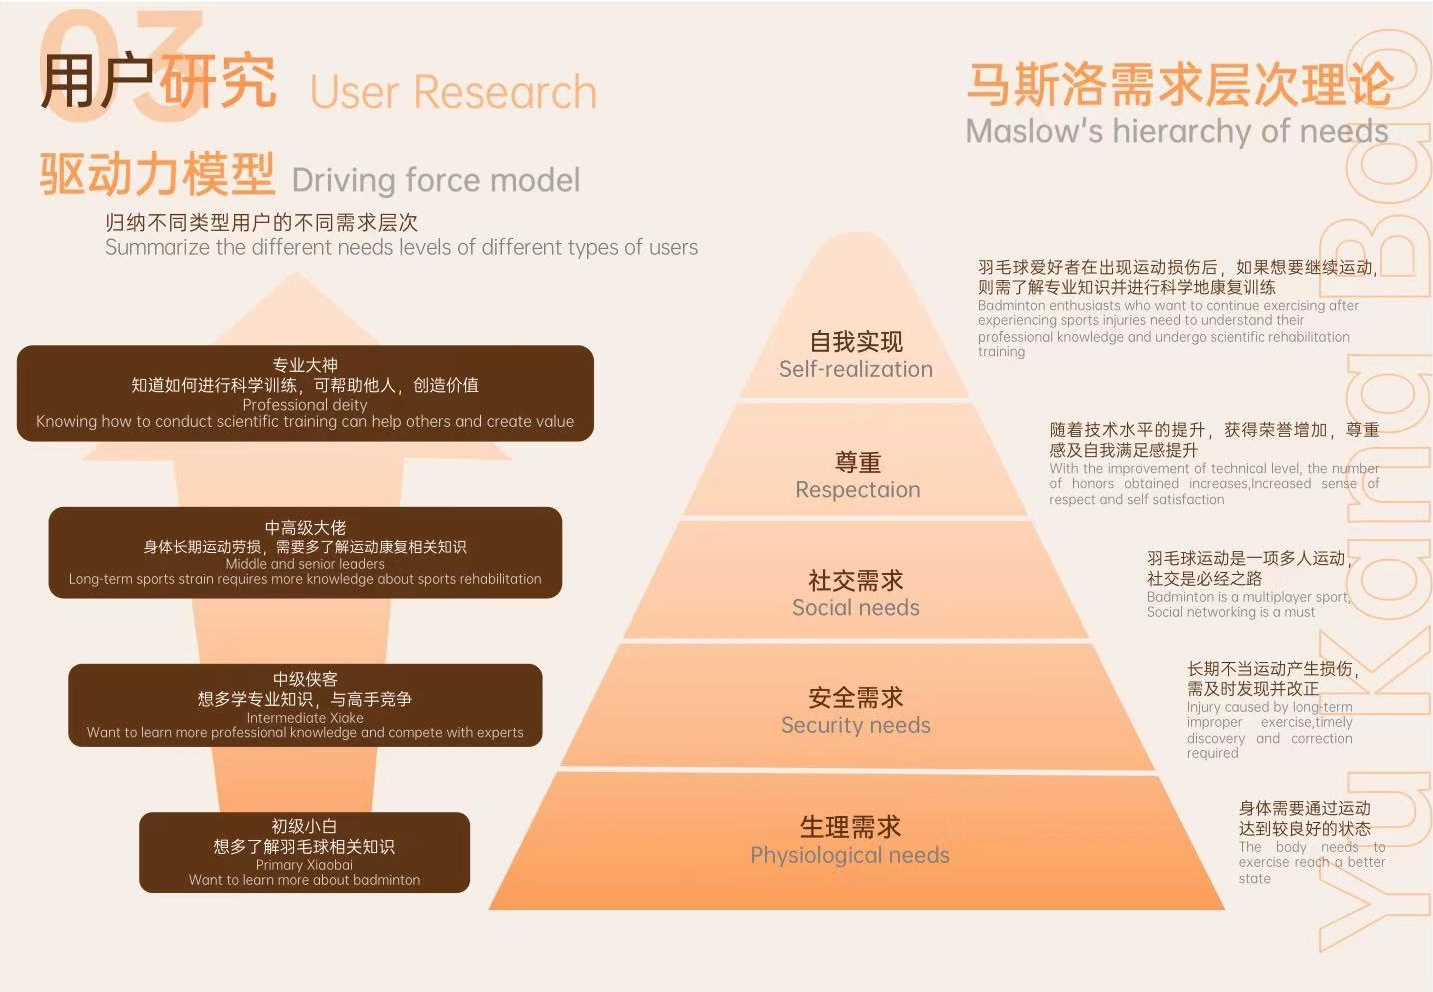 03
用户研究 User Research
驱动力模型 Driving force model
归纳不同类型用户的不同需求层次
Summarize the different needs levels of different types of users
专业大神
知道如何进行科学训练，可帮助他人，创造价值
Professional deity
Knowing how to conduct scientific training can help others and create value
中高级大佬
身体长期运动劳损，需要多了解运动康复相关知识
Middle and senior leaders
Long-term sports strain requires more knowledge about sports rehabilitation
中级侠客
想多学专业知识，与高手竞争
Intermediate Xiake
Want to learn more professional knowledge and compete with experts
初级小白
想多了解羽毛球相关知识
Primary Xiaobai
Want to learn more about badminton
马斯洛需求层次理论
Maslow's hierarchy of needs
自我实现
Self-realization
羽毛球爱好者在出现运动损伤后，如果想要继续运动，
则需了解专业知识并进行科学地康复训练
Badminton enthusiasts who want to continue exercising after
experiencing sports injuries need to understand their
professional knowledge and undergo scientific rehabilitation
training
尊重
Respectaion
随着技术水平的提升，获得荣誉增加，尊重
感及自我满足感提升
With the improvement of technical level, the number
of honors obtained increases,Increased sense of
respect and self satisfaction
社交需求
Social needs
羽毛球运动是一项多人运动，
社交是必经之路
Badminton is a multiplayer sport,
Social networking is a must
安全需求
Security needs
长期不当运动产生损伤，
需及时发现并改正
Injury caused by long-term
improper exercise,timely
discovery and correction
required
生理需求
Physiological needs
身体需要通过运动
达到较良好的状态
The body needs to
exercise reach a better
state
Yu Kang Bao